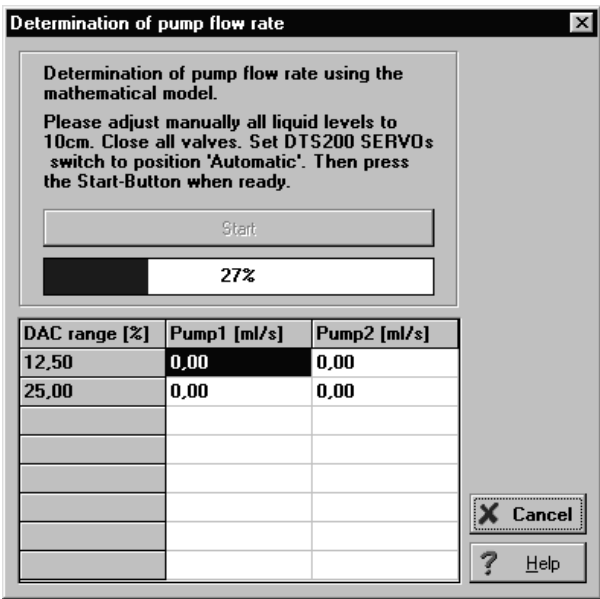 Determination of pump flow rate
Determination of pump flow rate using the
mathematical model.
Please adjust manually all liquid levels to
10cm. Close all valves. Set DTS200 SERVOs
switch to position 'Automatic'. Then press
the Start-Button when ready.
Start
27%
DAC range [%] Pump1 [ml/s] Pump2 [ml/s]
12,50 0,00 0,00
25,00 0,00 0,00
Cancel
? Help